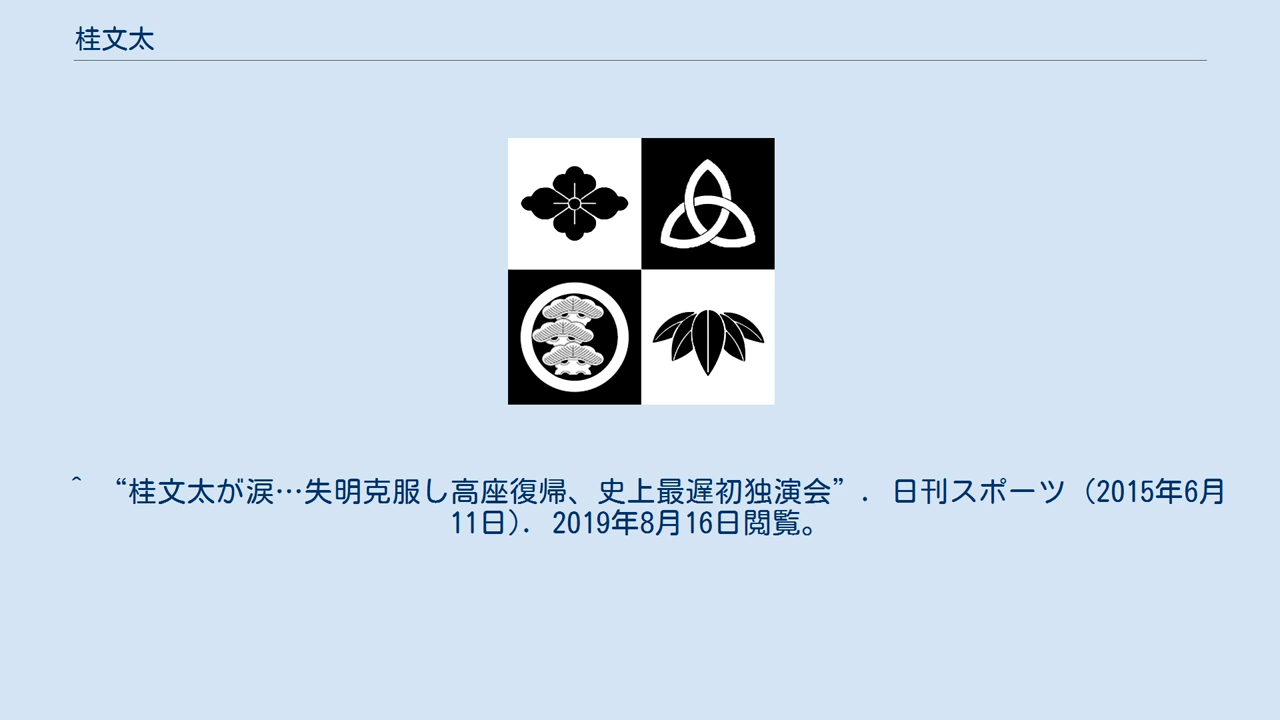 桂文太
^ “桂文太が涙…失明克服し高座復帰、史上最遅初独演会”. 日刊スポーツ (2015年6月
11日). 2019年8月16日閲覧。